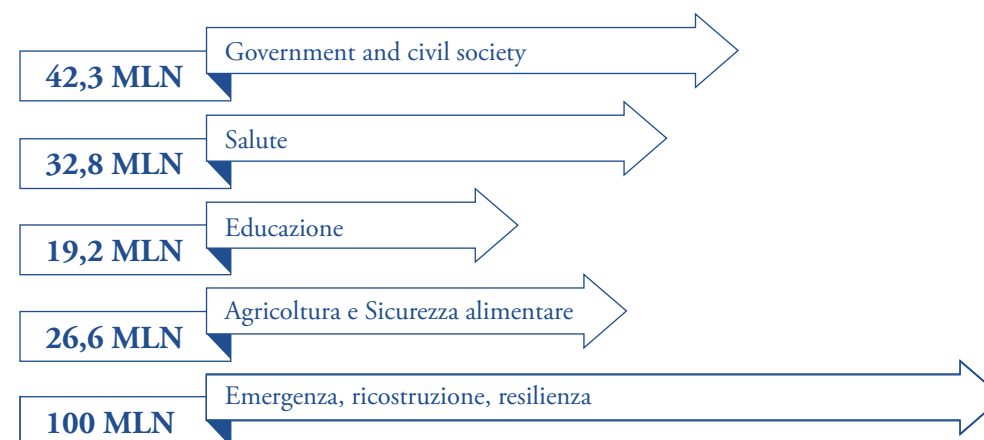 Government and civil society
42,3 MLN
Salute
32,8 MLN
Educazione
19,2 MLN
Agricoltura e Sicurezza alimentare
26,6 MLN
Emergenza, ricostruzione, resilienza
100 MLN